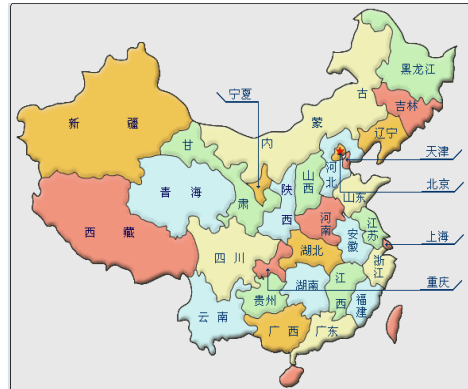 黑龙江
吉林
辽宁
内蒙古
宁夏
新疆
甘肃
天津
北京
河北
山西
陕西
山东
青海
河南
江苏
上海
安徽
西藏
四川
湖北
浙江
重庆
湖南
江西
贵州
福建
云南
广西
广东